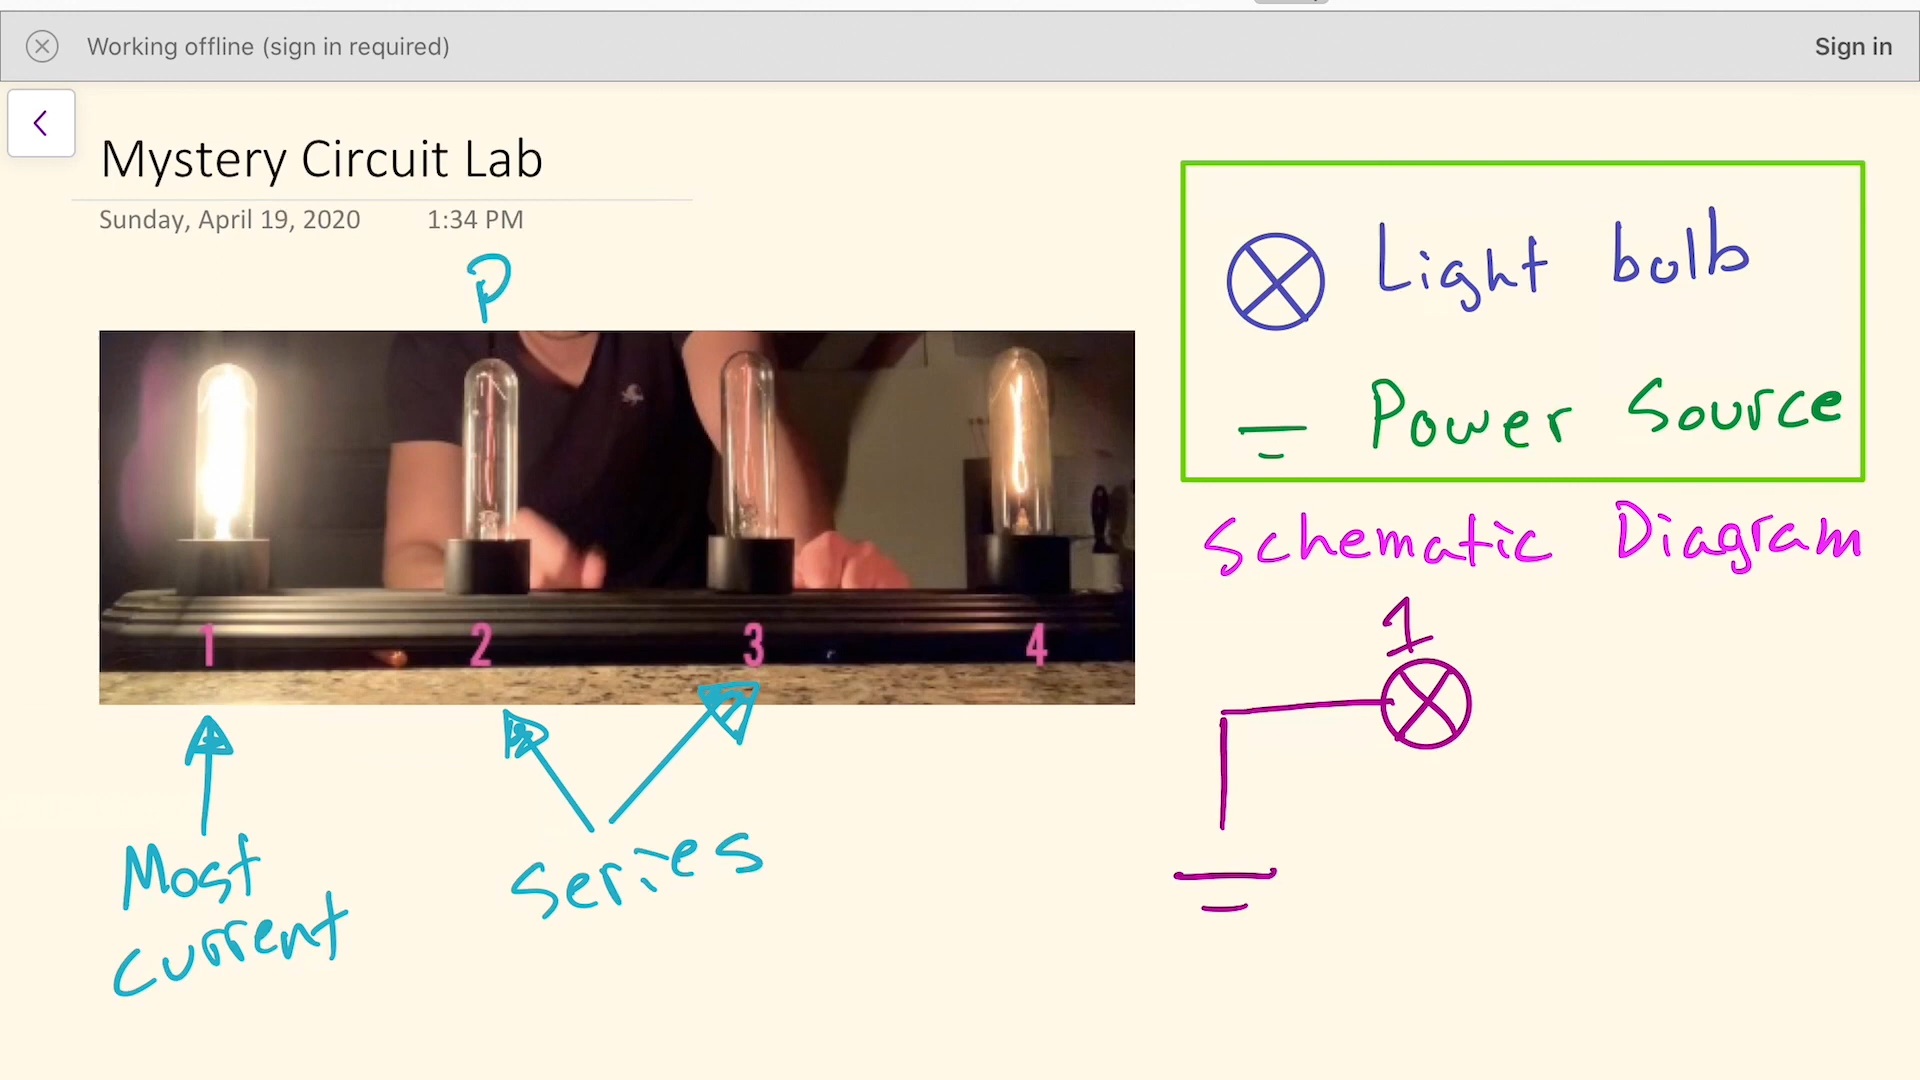 Working offline (sign in required)
Sign in
Mystery Circuit Lab
Sunday, April 19, 2020 1:34 PM
P
1 2 3 4
Most
current
Series
Light bolb
Power Source
Schematic Diagram
1